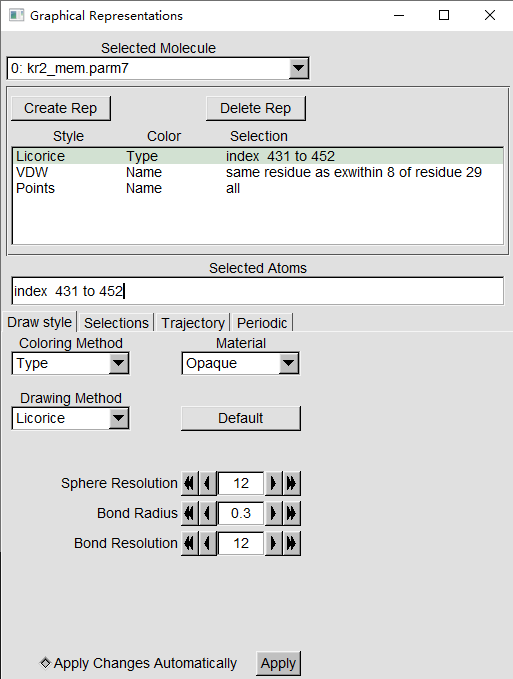 Graphical Representations
Selected Molecule
0: kr2_mem.parm7
Create Rep Delete Rep
Style Color Selection
Licorice Type index  431 to 452
VDW Name same residue as exwithin 8 of residue 29
Points Name all
Selected Atoms
index  431 to 452
Draw style Selections Trajectory Periodic
Coloring Method Material
Type Opaque
Drawing Method
Licorice Default
Sphere Resolution 12
Bond Radius 0.3
Bond Resolution 12
Apply Changes Automatically Apply